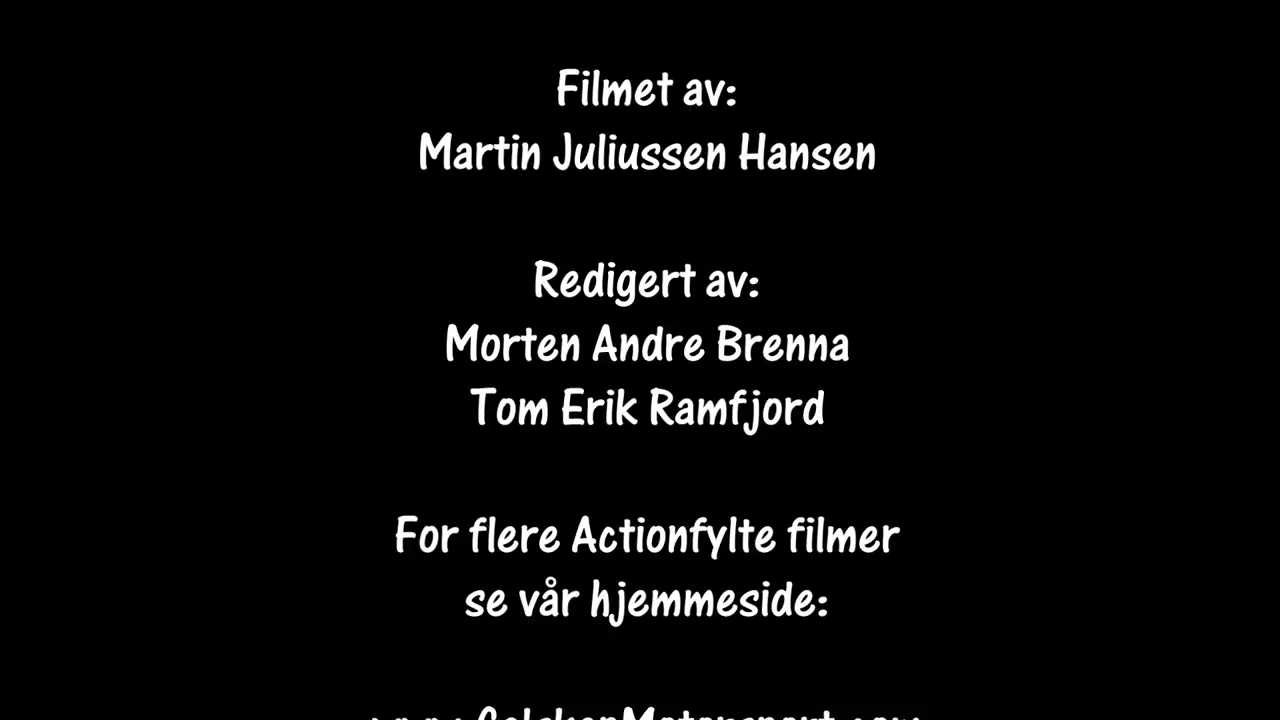 Filmet av:
Martin Juliussen Hansen
Redigert av:
Morten Andre Brenna
Tom Erik Ramfjord
For flere Actionfylte filmer
se vår hjemmeside: